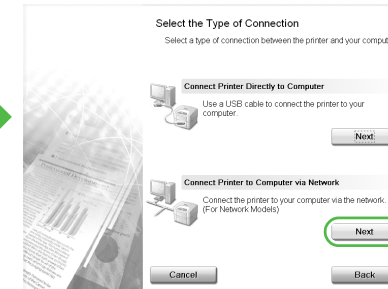 Select the Type of Connection
Select a type of connection between the printer and your
Connect Printer Directly to Computer
Use a USB cable to connect the printer to your
computer.
Next
Connect Printer to Computer via Network
Connect the printer to your computer via the network.
(For Network Models)
Next
Cancel
Back